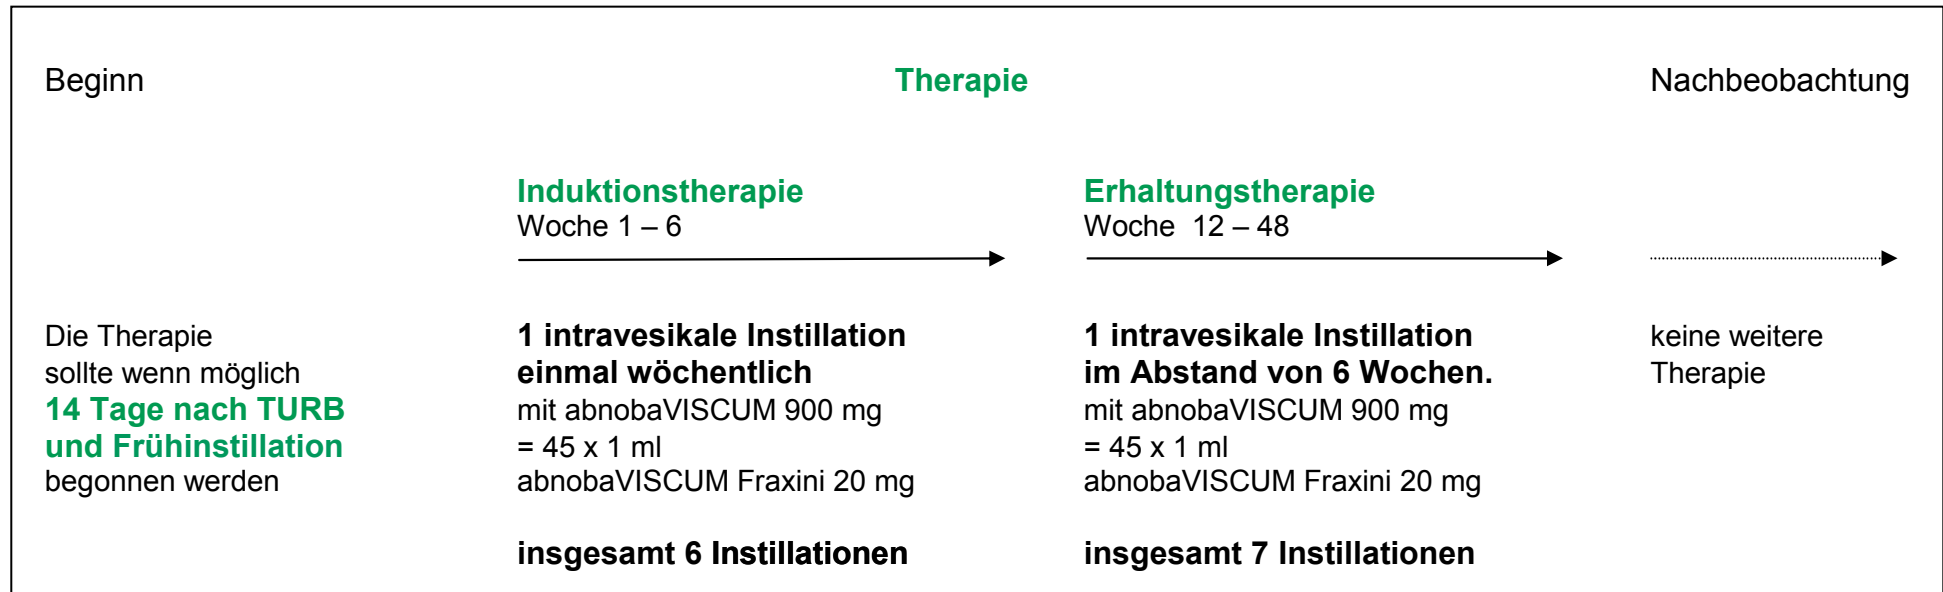 Beginn
Therapie
Nachbeobachtung
Induktionstherapie
Woche 1 – 6
Erhaltungstherapie
Woche  12 – 48
Die Therapie
sollte wenn möglich
14 Tage nach TURB
und Frühinstillation
begonnen werden
1 intravesikale Instillation
einmal wöchentlich
mit abnobaVISCUM 900 mg
= 45 x 1 ml
abnobaVISCUM Fraxini 20 mg
insgesamt 6 Instillationen
1 intravesikale Instillation
im Abstand von 6 Wochen.
mit abnobaVISCUM 900 mg
= 45 x 1 ml
abnobaVISCUM Fraxini 20 mg
insgesamt 7 Instillationen
keine weitere
Therapie